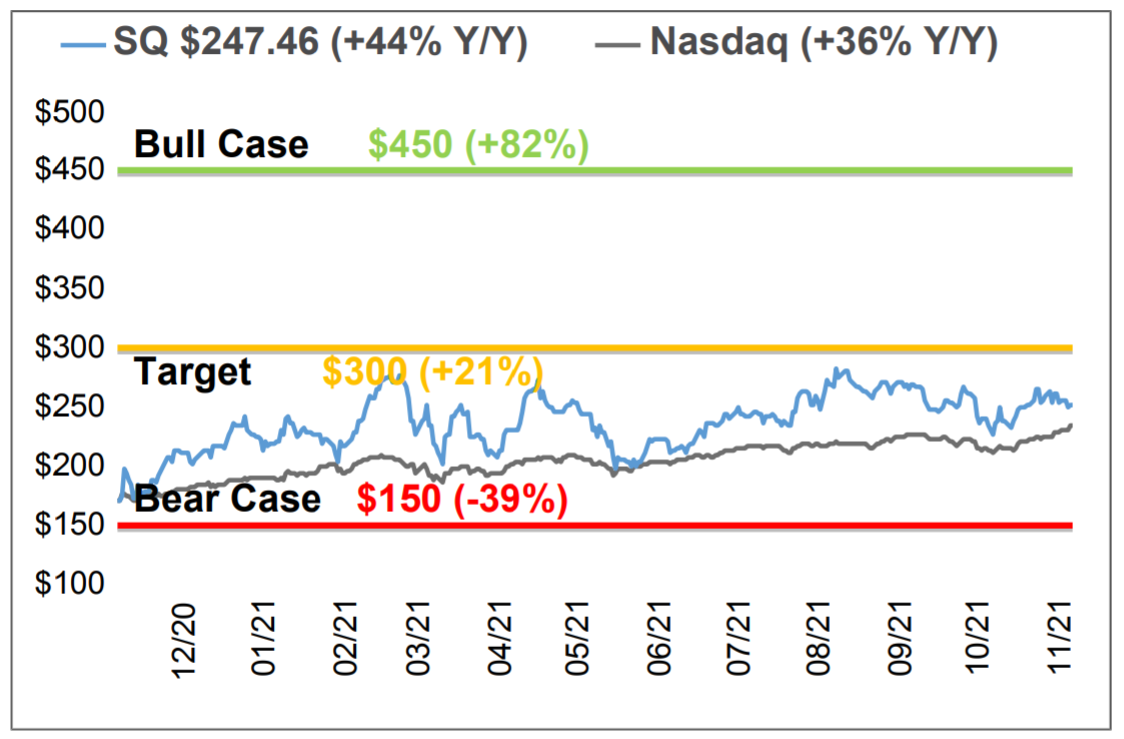 SQ $247.46 (+44% Y/Y) Nasdaq (+36% Y/Y)
$500
Bull Case $450 (+82%)
$450
$400
$350
$300
Target $300 (+21%)
$250
$200
Bear Case $150 (-39%)
$150
$100
12/20 01/21 02/21 03/21 04/21 05/21 06/21 07/21 08/21 09/21 10/21 11/21